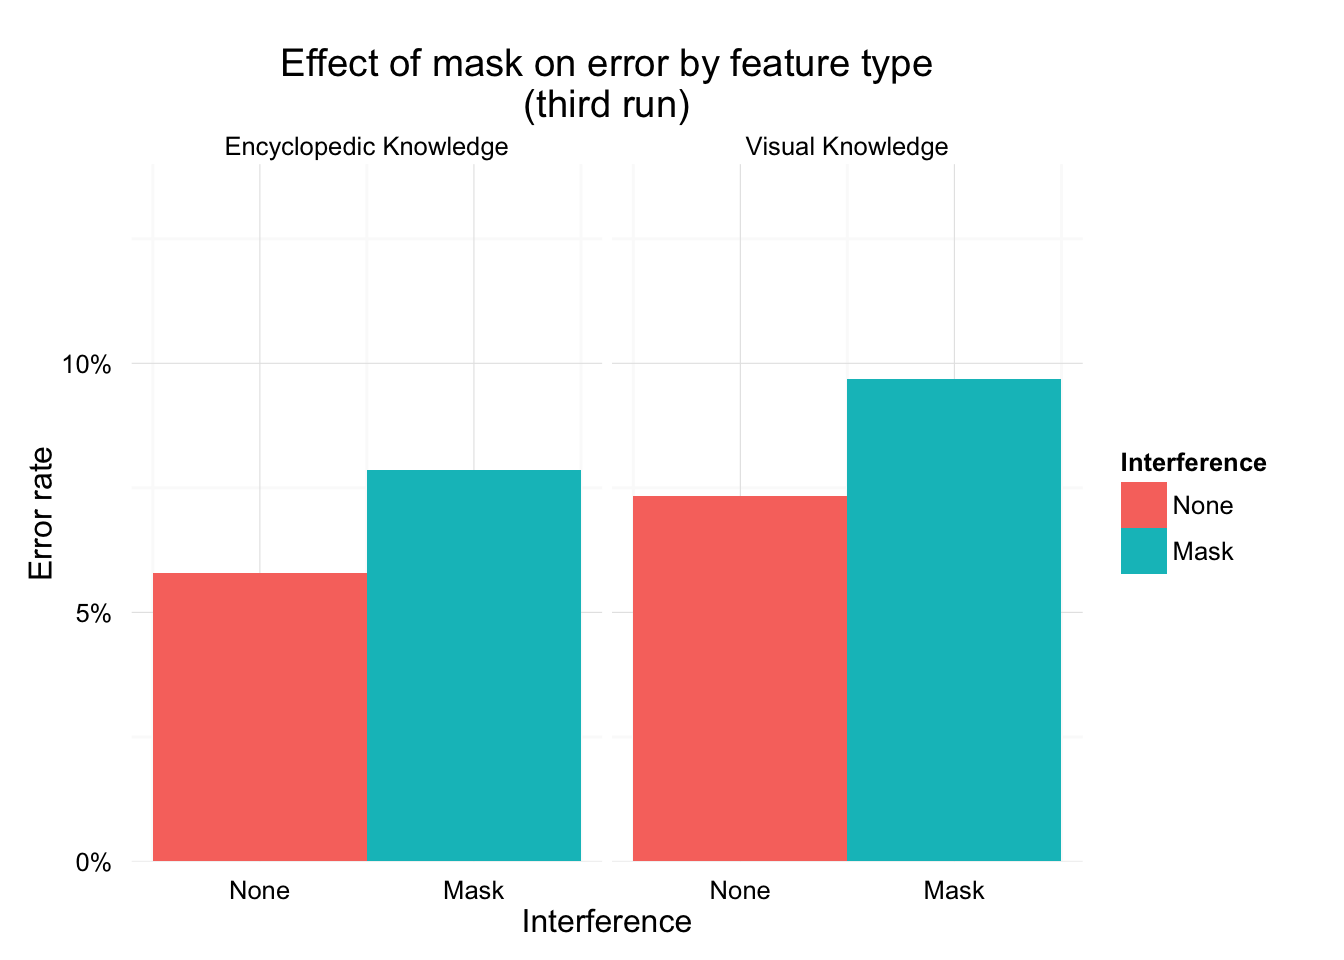 Effect of mask on error by feature type
(third run)
Encyclopedic Knowledge
Visual Knowledge
10%
5%
0%
Error rate
None
Mask
None
Mask
Interference
Interference
None
Mask